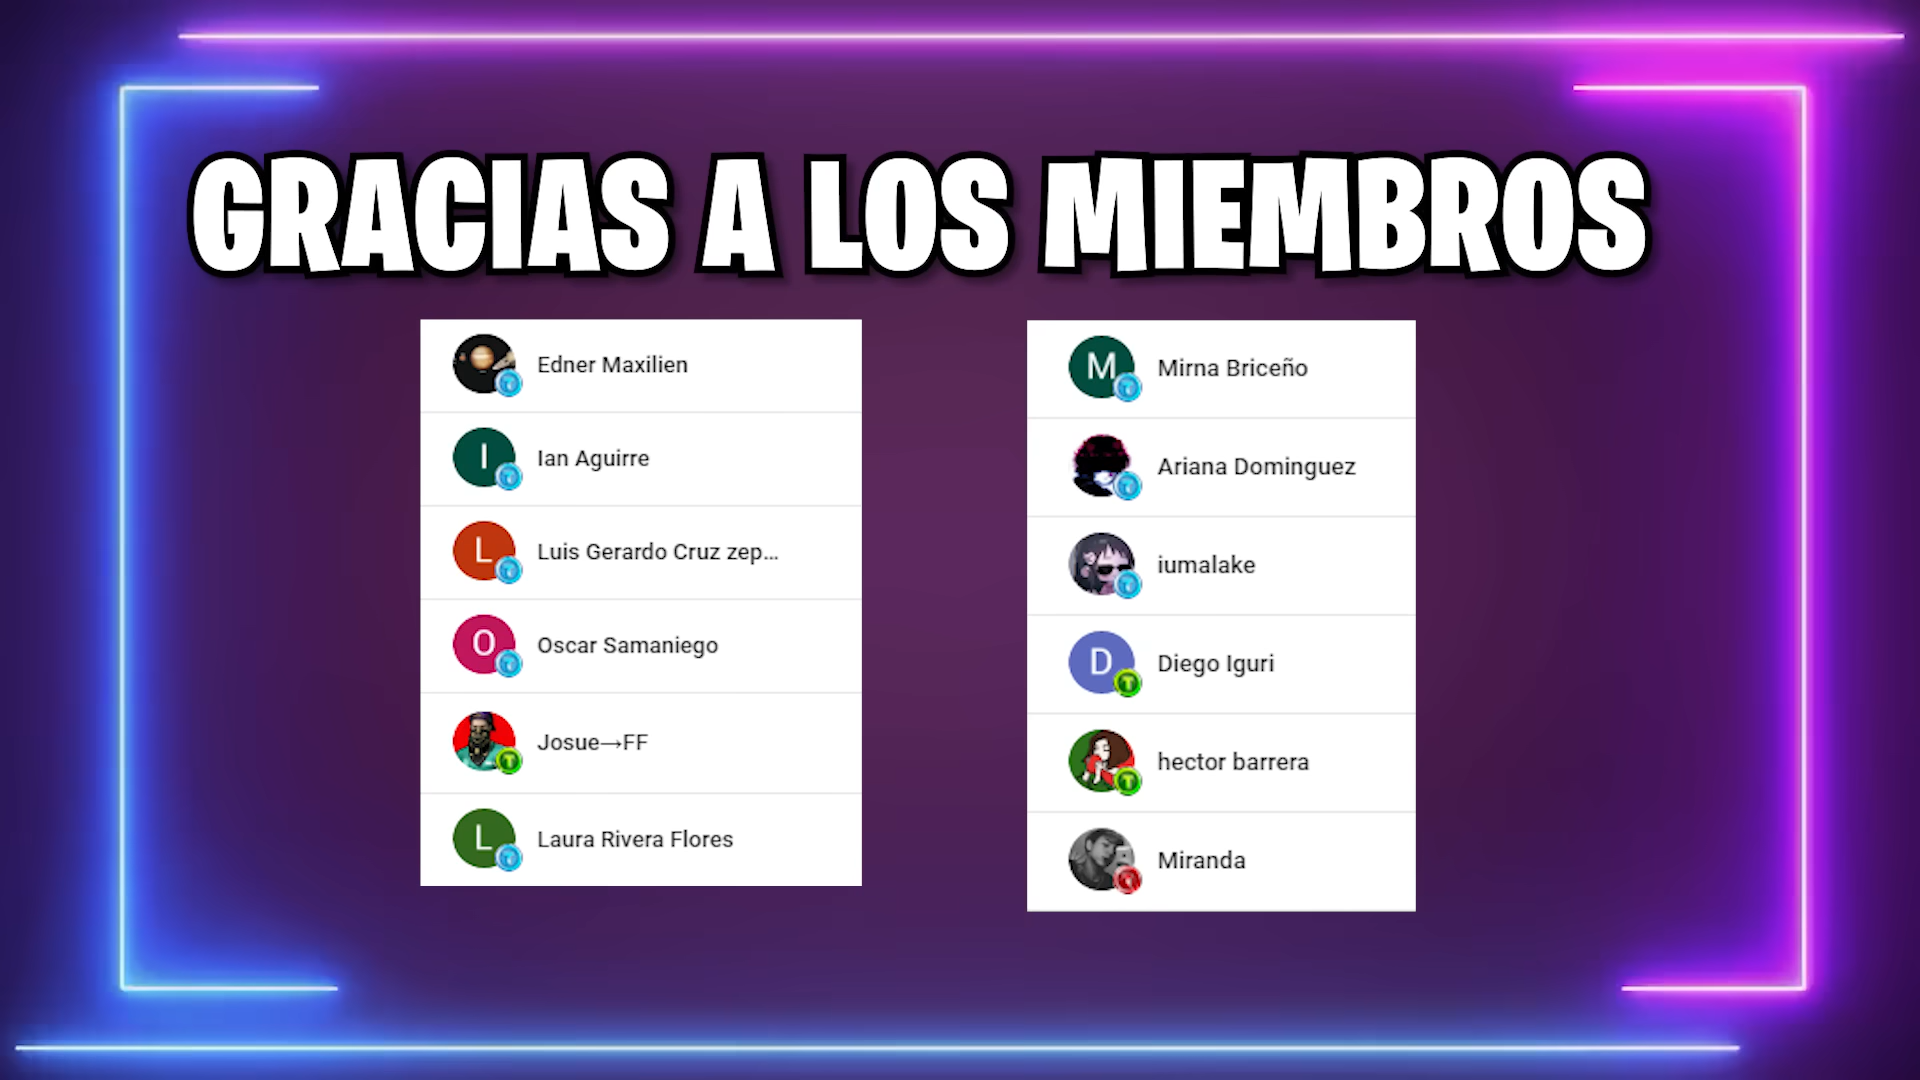 GRACIAS A LOS MIEMBROS
Edner Maxilien
I Ian Aguirre
L Luis Gerardo Cruz zep...
O Oscar Samaniego
T Josue→FF
L Laura Rivera Flores
M Mirna Briceño
Ariana Dominguez
iumalake
D T Diego Iguri
T hector barrera
Miranda